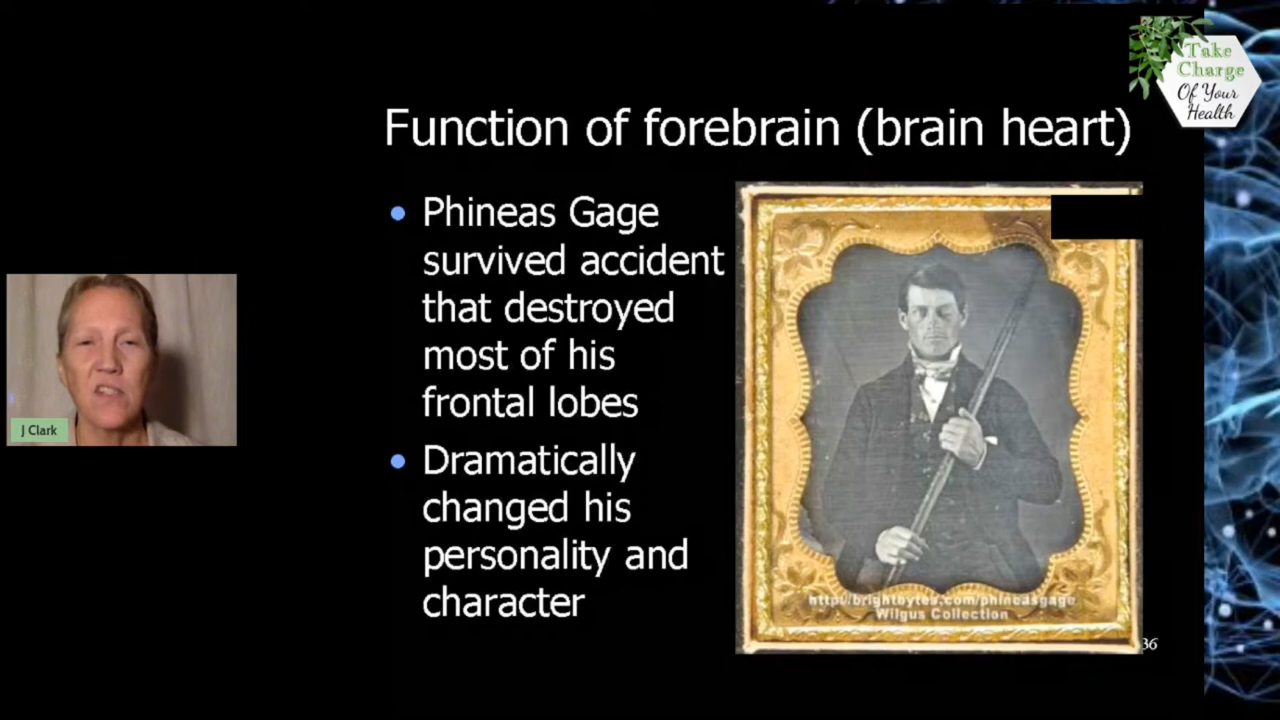 Take
Charge
Of Your
Health
Function of forebrain (brain heart)
Phineas Gage
survived accident
that destroyed
most of his
frontal lobes
Dramatically
changed his
personality and
character
J Clark
http://brightbytes.com/phineasgage
Wilgus Collection
36